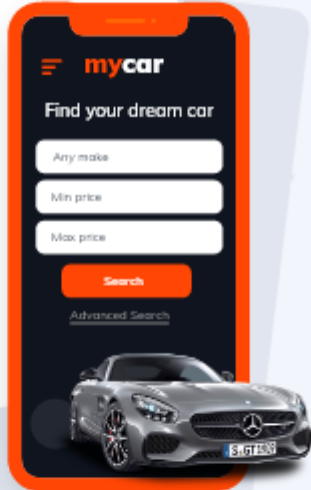 mycar
Find your dream car
Any make
Min price
Max price
Search
Advanced Search